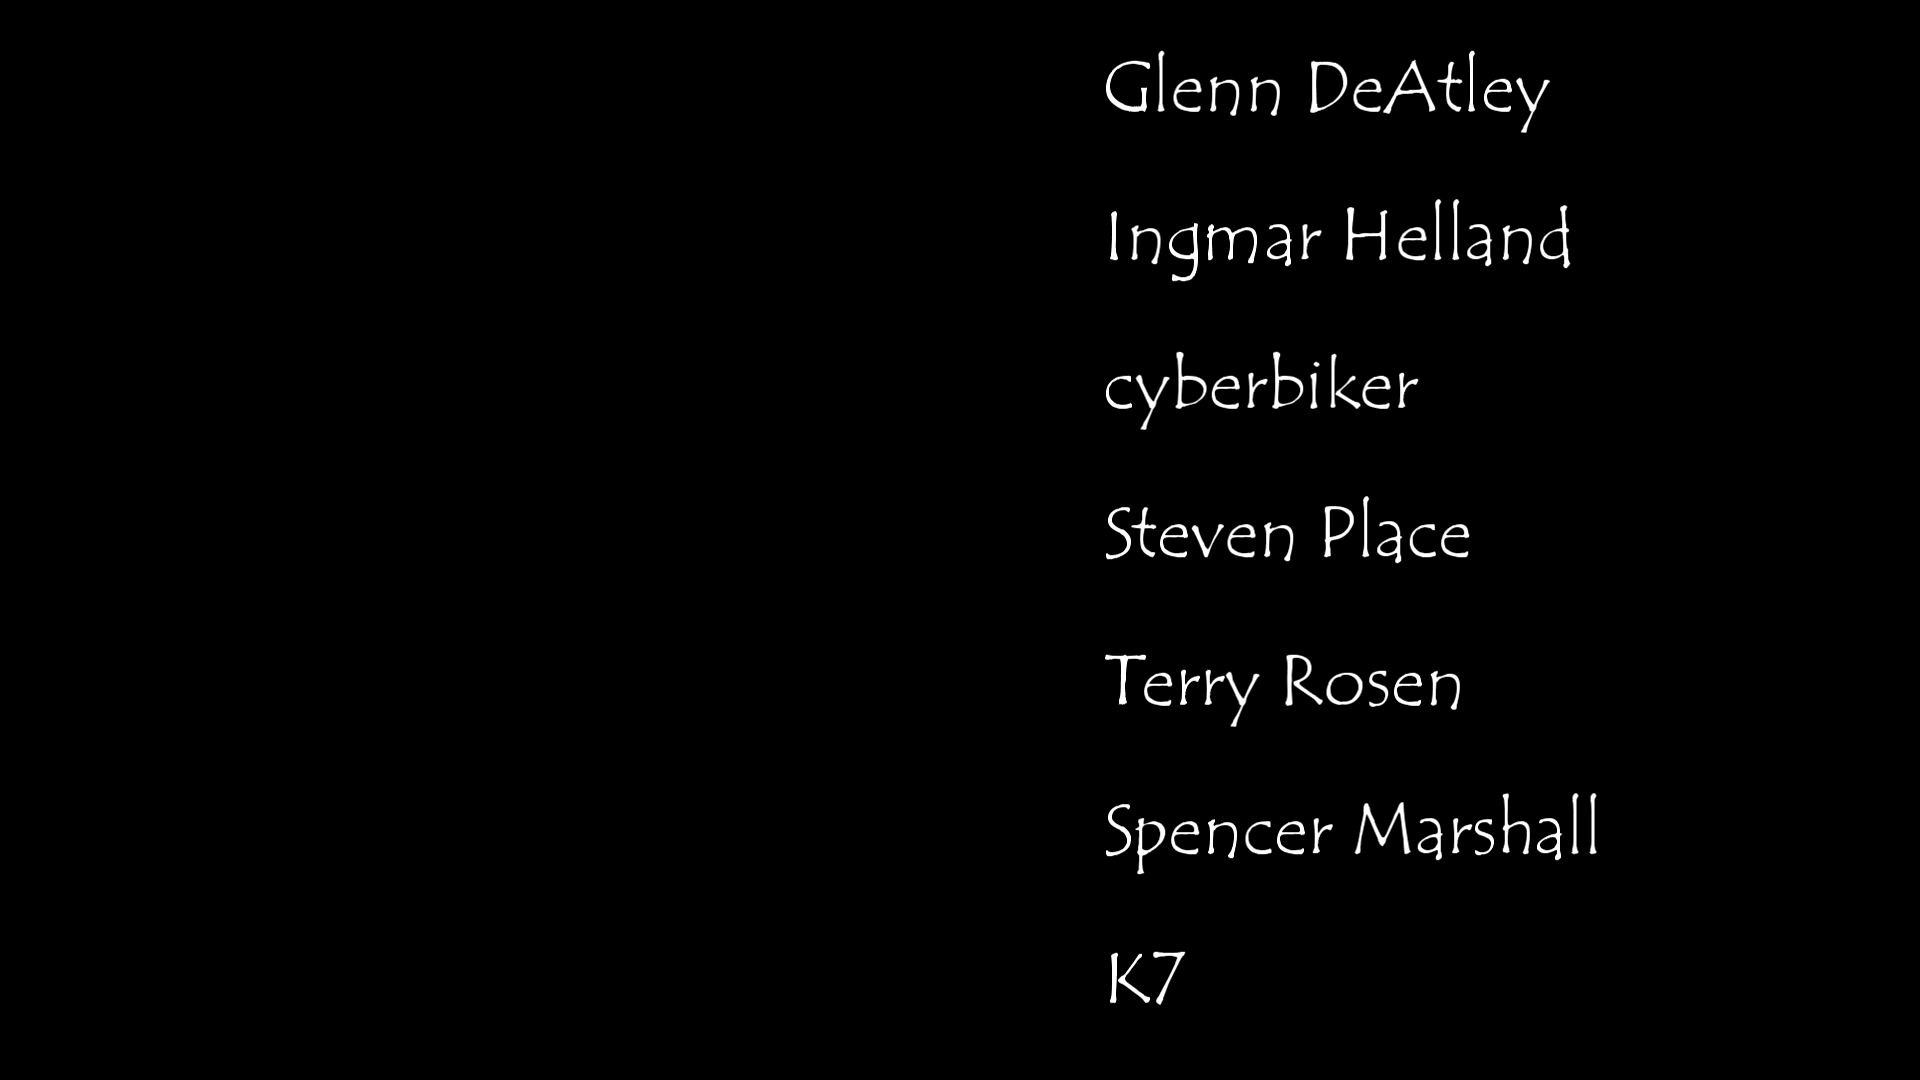 Glenn DeAtley
Ingmar Helland
cyberbiker
Steven Place
Terry Rosen
Spencer Marshall
K7